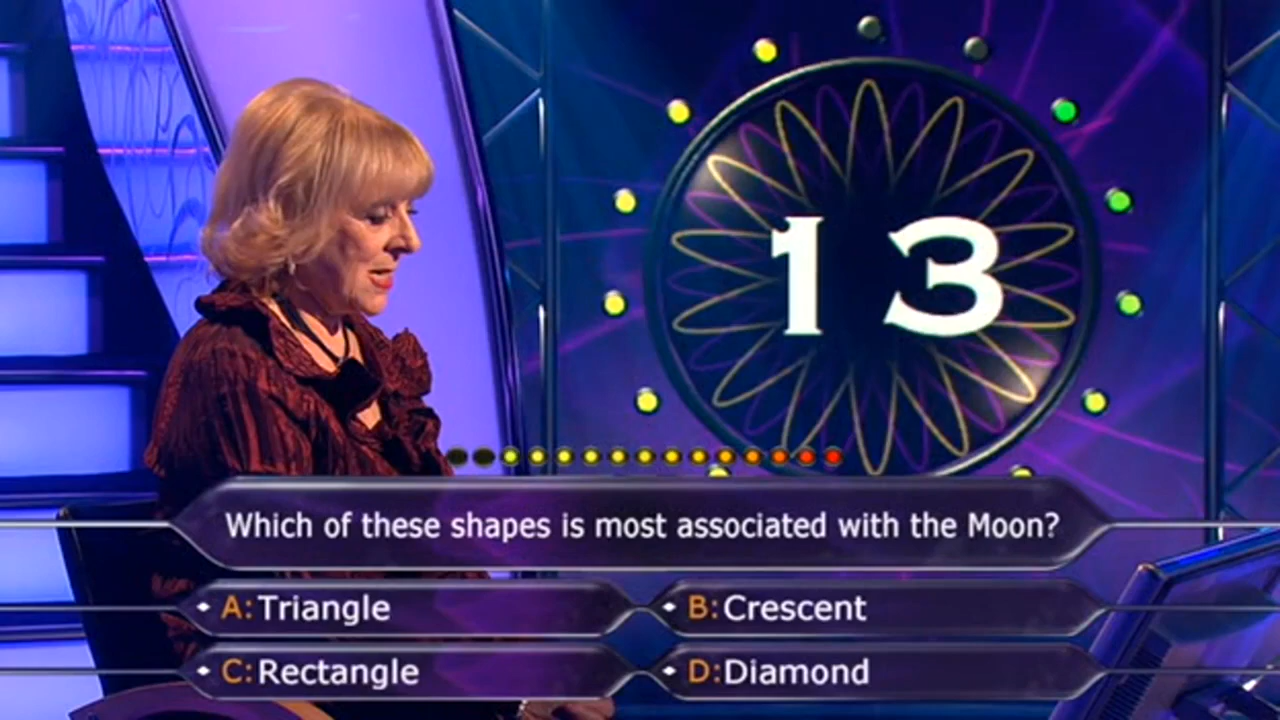 13
Which of these shapes is most associated with the Moon?
A: Triangle
B: Crescent
C: Rectangle
D: Diamond